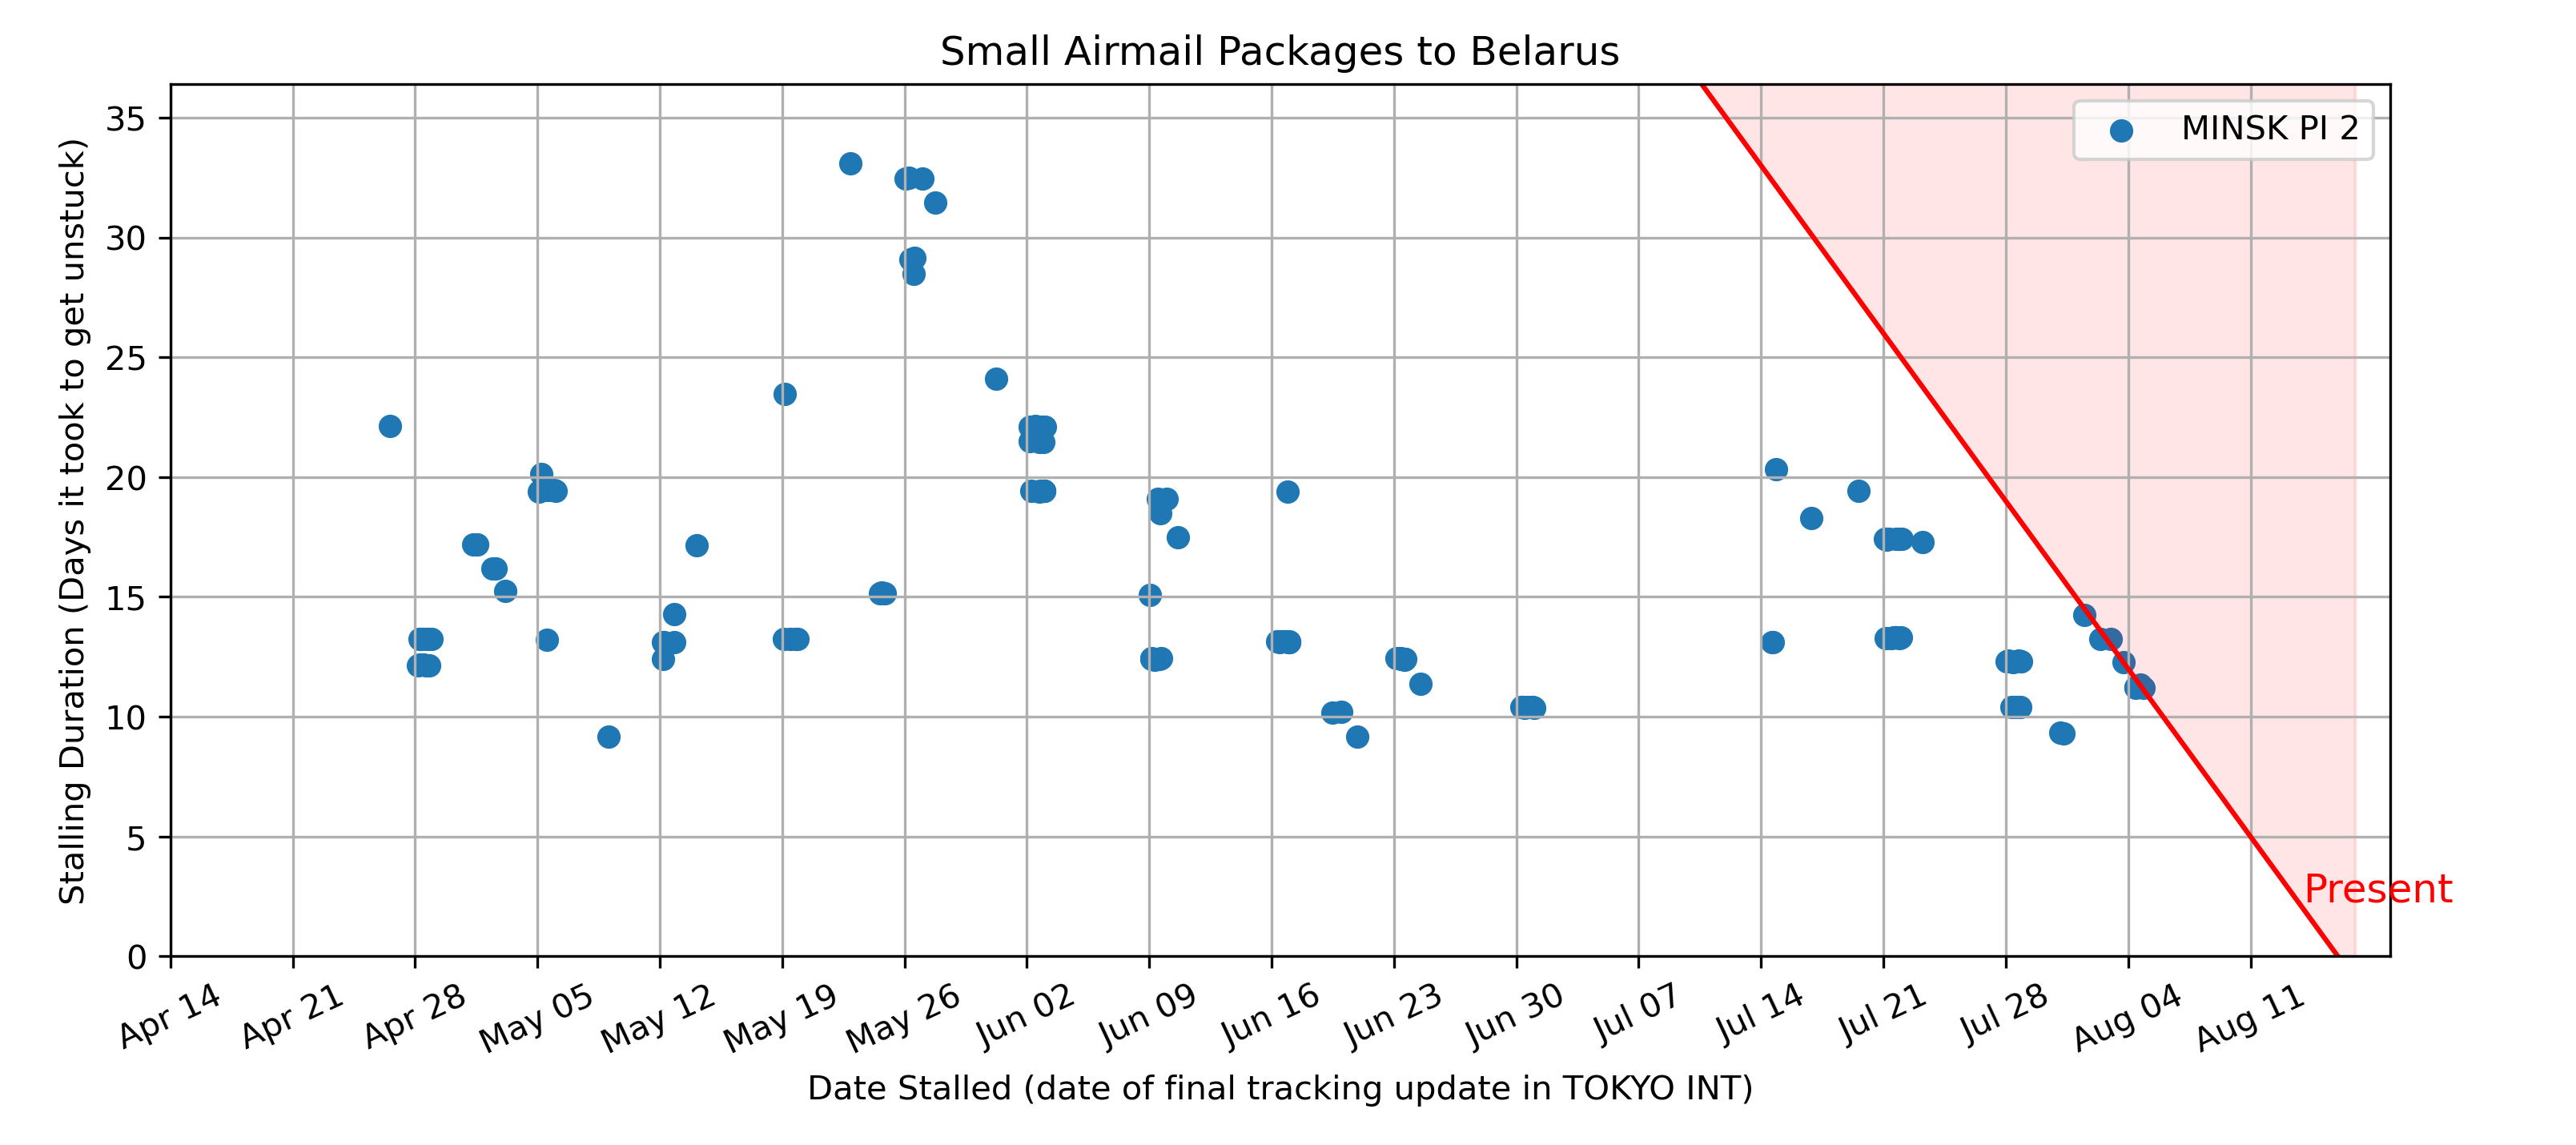 Small Airmail Packages to Belarus
MINSK PI 2
Stalling Duration (Days it took to get unstuck)
35
30
25
20
15
10
5
0
Present
Apr 14
Apr 21
Apr 28
May 05
May 12
May 19
May 26
Jun 02
Jun 09
Jun 16
Jun 23
Jun 30
Jul 07
Jul 14
Jul 21
Jul 28
Aug 04
Aug 11
Date Stalled (date of final tracking update in TOKYO INT)